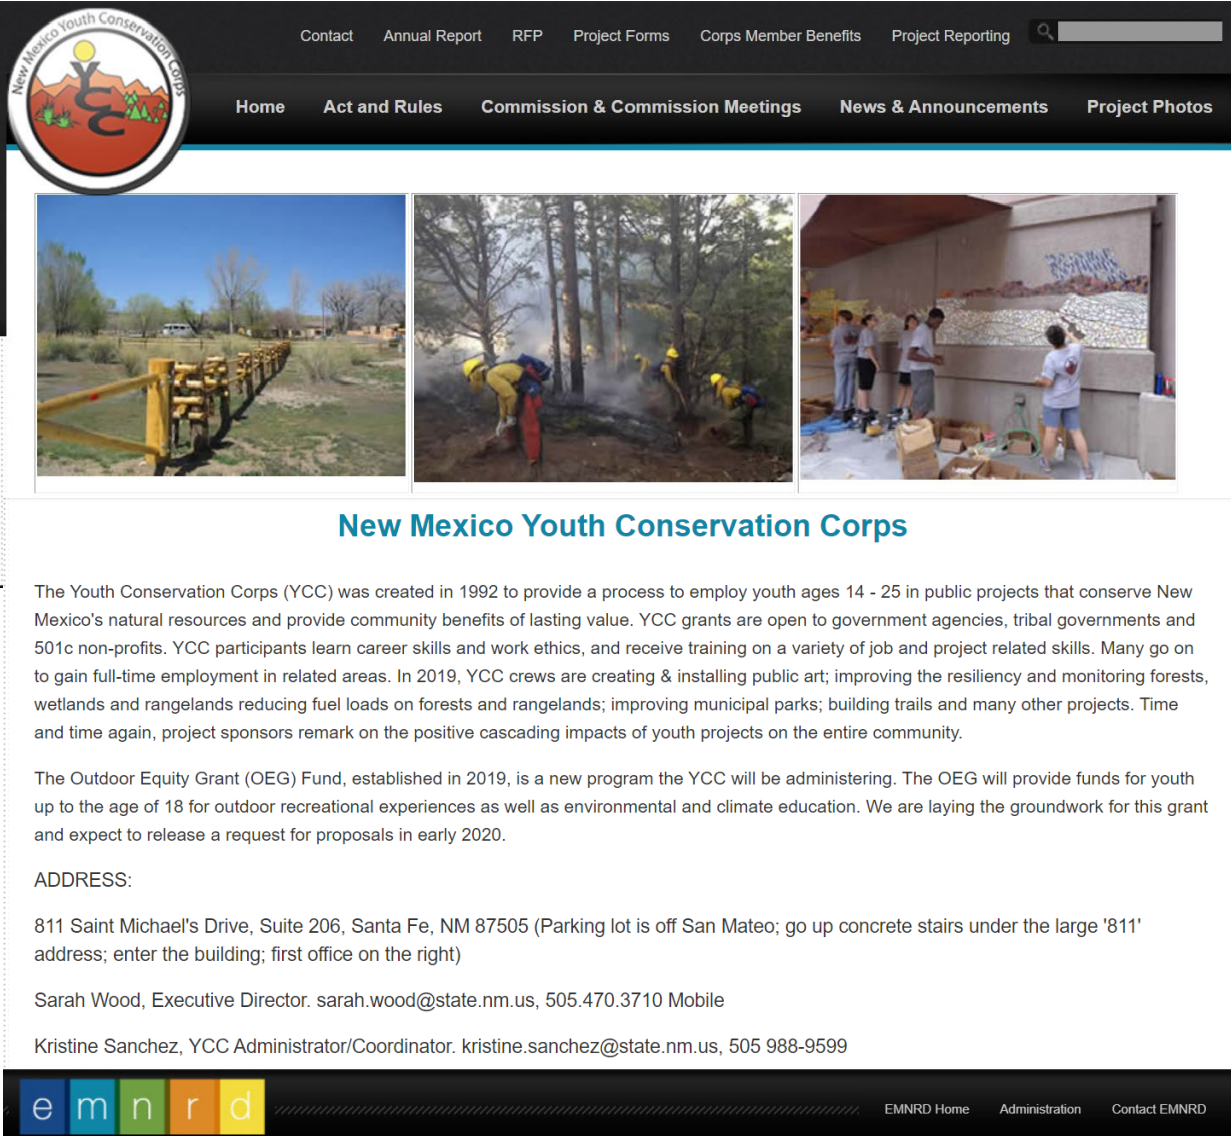 New Mexico Youth Conservation Corps
YCC
Contact Annual Report RFP Project Forms Corps Member Benefits Project Reporting
Home Act and Rules Commission & Commission Meetings News & Announcements Project Photos
New Mexico Youth Conservation Corps
The Youth Conservation Corps (YCC) was created in 1992 to provide a process to employ youth ages 14 - 25 in public projects that conserve New
Mexico's natural resources and provide community benefits of lasting value. YCC grants are open to government agencies, tribal governments and
501c non-profits. YCC participants learn career skills and work ethics, and receive training on a variety of job and project related skills. Many go on
to gain full-time employment in related areas. In 2019, YCC crews are creating & installing public art; improving the resiliency and monitoring forests,
wetlands and rangelands reducing fuel loads on forests and rangelands; improving municipal parks; building trails and many other projects. Time
and time again, project sponsors remark on the positive cascading impacts of youth projects on the entire community.
The Outdoor Equity Grant (OEG) Fund, established in 2019, is a new program the YCC will be administering. The OEG will provide funds for youth
up to the age of 18 for outdoor recreational experiences as well as environmental and climate education. We are laying the groundwork for this grant
and expect to release a request for proposals in early 2020.
ADDRESS:
811 Saint Michael's Drive, Suite 206, Santa Fe, NM 87505 (Parking lot is off San Mateo; go up concrete stairs under the large '811'
address; enter the building; first office on the right)
Sarah Wood, Executive Director. sarah.wood@state.nm.us, 505.470.3710 Mobile
Kristine Sanchez, YCC Administrator/Coordinator. kristine.sanchez@state.nm.us, 505 988-9599
emnrd EMNRD Home Administration Contact EMNRD